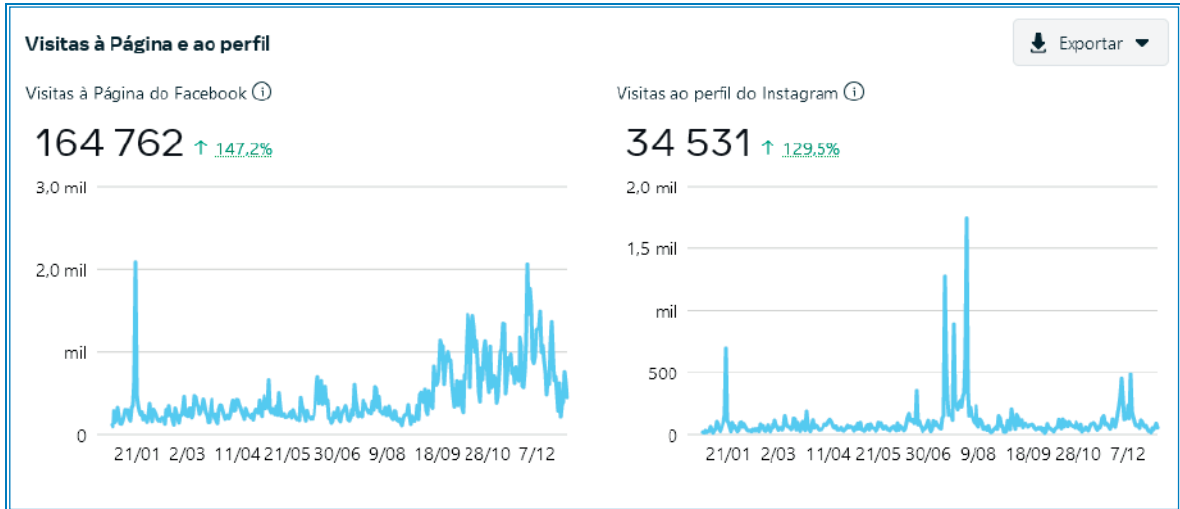 Visitas à Página e ao perfil
Exportar
Visitas à Página do Facebook
164 762 ↑ 147,2%
3,0 mil
2,0 mil
mil
0
21/01 2/03 11/04 21/05 30/06 9/08 18/09 28/10 7/12
Visitas ao perfil do Instagram
34 531 ↑ 129,5%
2,0 mil
1,5 mil
mil
500
0
21/01 2/03 11/04 21/05 30/06 9/08 18/09 28/10 7/12